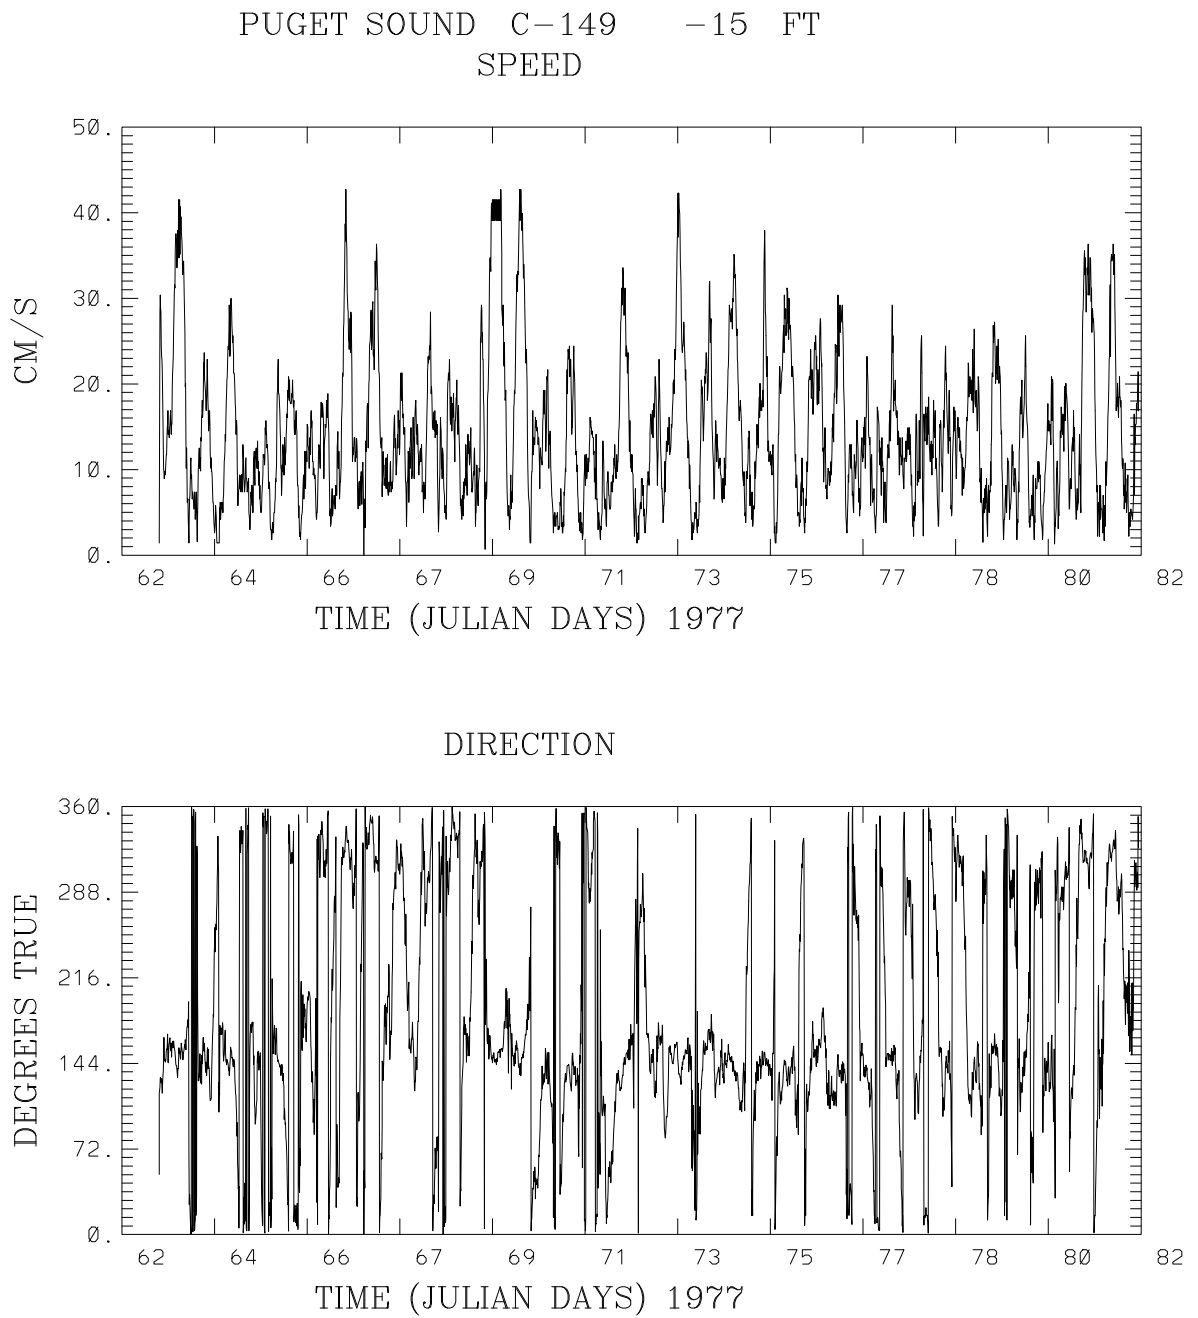 PUGET SOUND C-149 -15 FT
SPEED
50.
40.
30.
20.
10.
0.
CM/S
62 64 66 67 69 71 73 75 77 78 80 82
TIME (JULIAN DAYS) 1977
DIRECTION
360.
288.
216.
144.
72.
0.
DEGREES TRUE
62 64 66 67 69 71 73 75 77 78 80 82
TIME (JULIAN DAYS) 1977